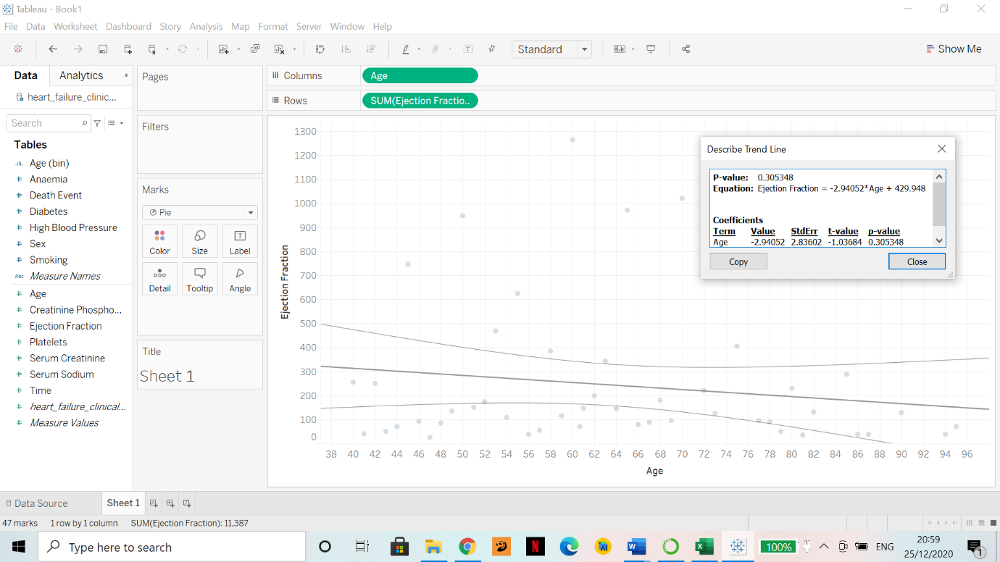 Tableau - Book1
File Data Worksheet Dashboard Story Analysis Map Format Server Window Help
Standard
Show Me
Data Analytics
heart_failure_clinic...
Search
Tables
Age (bin)
Anaemia
Death Event
Diabetes
High Blood Pressure
Sex
Smoking
Abc Measure Names
Age
Creatinine Phospho...
Ejection Fraction
Platelets
Serum Creatinine
Serum Sodium
Time
heart_failure_clinical...
Measure Values
Pages
Filters
Marks
Pie
Color Size Label
Detail Tooltip Angle
Title
Sheet 1
Columns Age
Rows SUM(Ejection Fractio..
Ejection Fraction
1300
1200
1100
1000
900
800
700
600
500
400
300
200
100
0
38 40 42 44 46 48 50 52 54 56 58 60 62 64 66 68 70 72 74 76 78 80 82 84 86 88 90 92 94 96
Age
Describe Trend Line
P-value: 0.305348
Equation: Ejection Fraction = -2.94052*Age + 429.948
Coefficients
Term Value StdErr t-value p-value
Age -2.94052 2.83602 -1.03684 0.305348
Copy Close
Data Source Sheet 1
47 marks 1 row by 1 column SUM(Ejection Fraction): 11,387
Type here to search
100%
ENG
20:59
25/12/2020
1